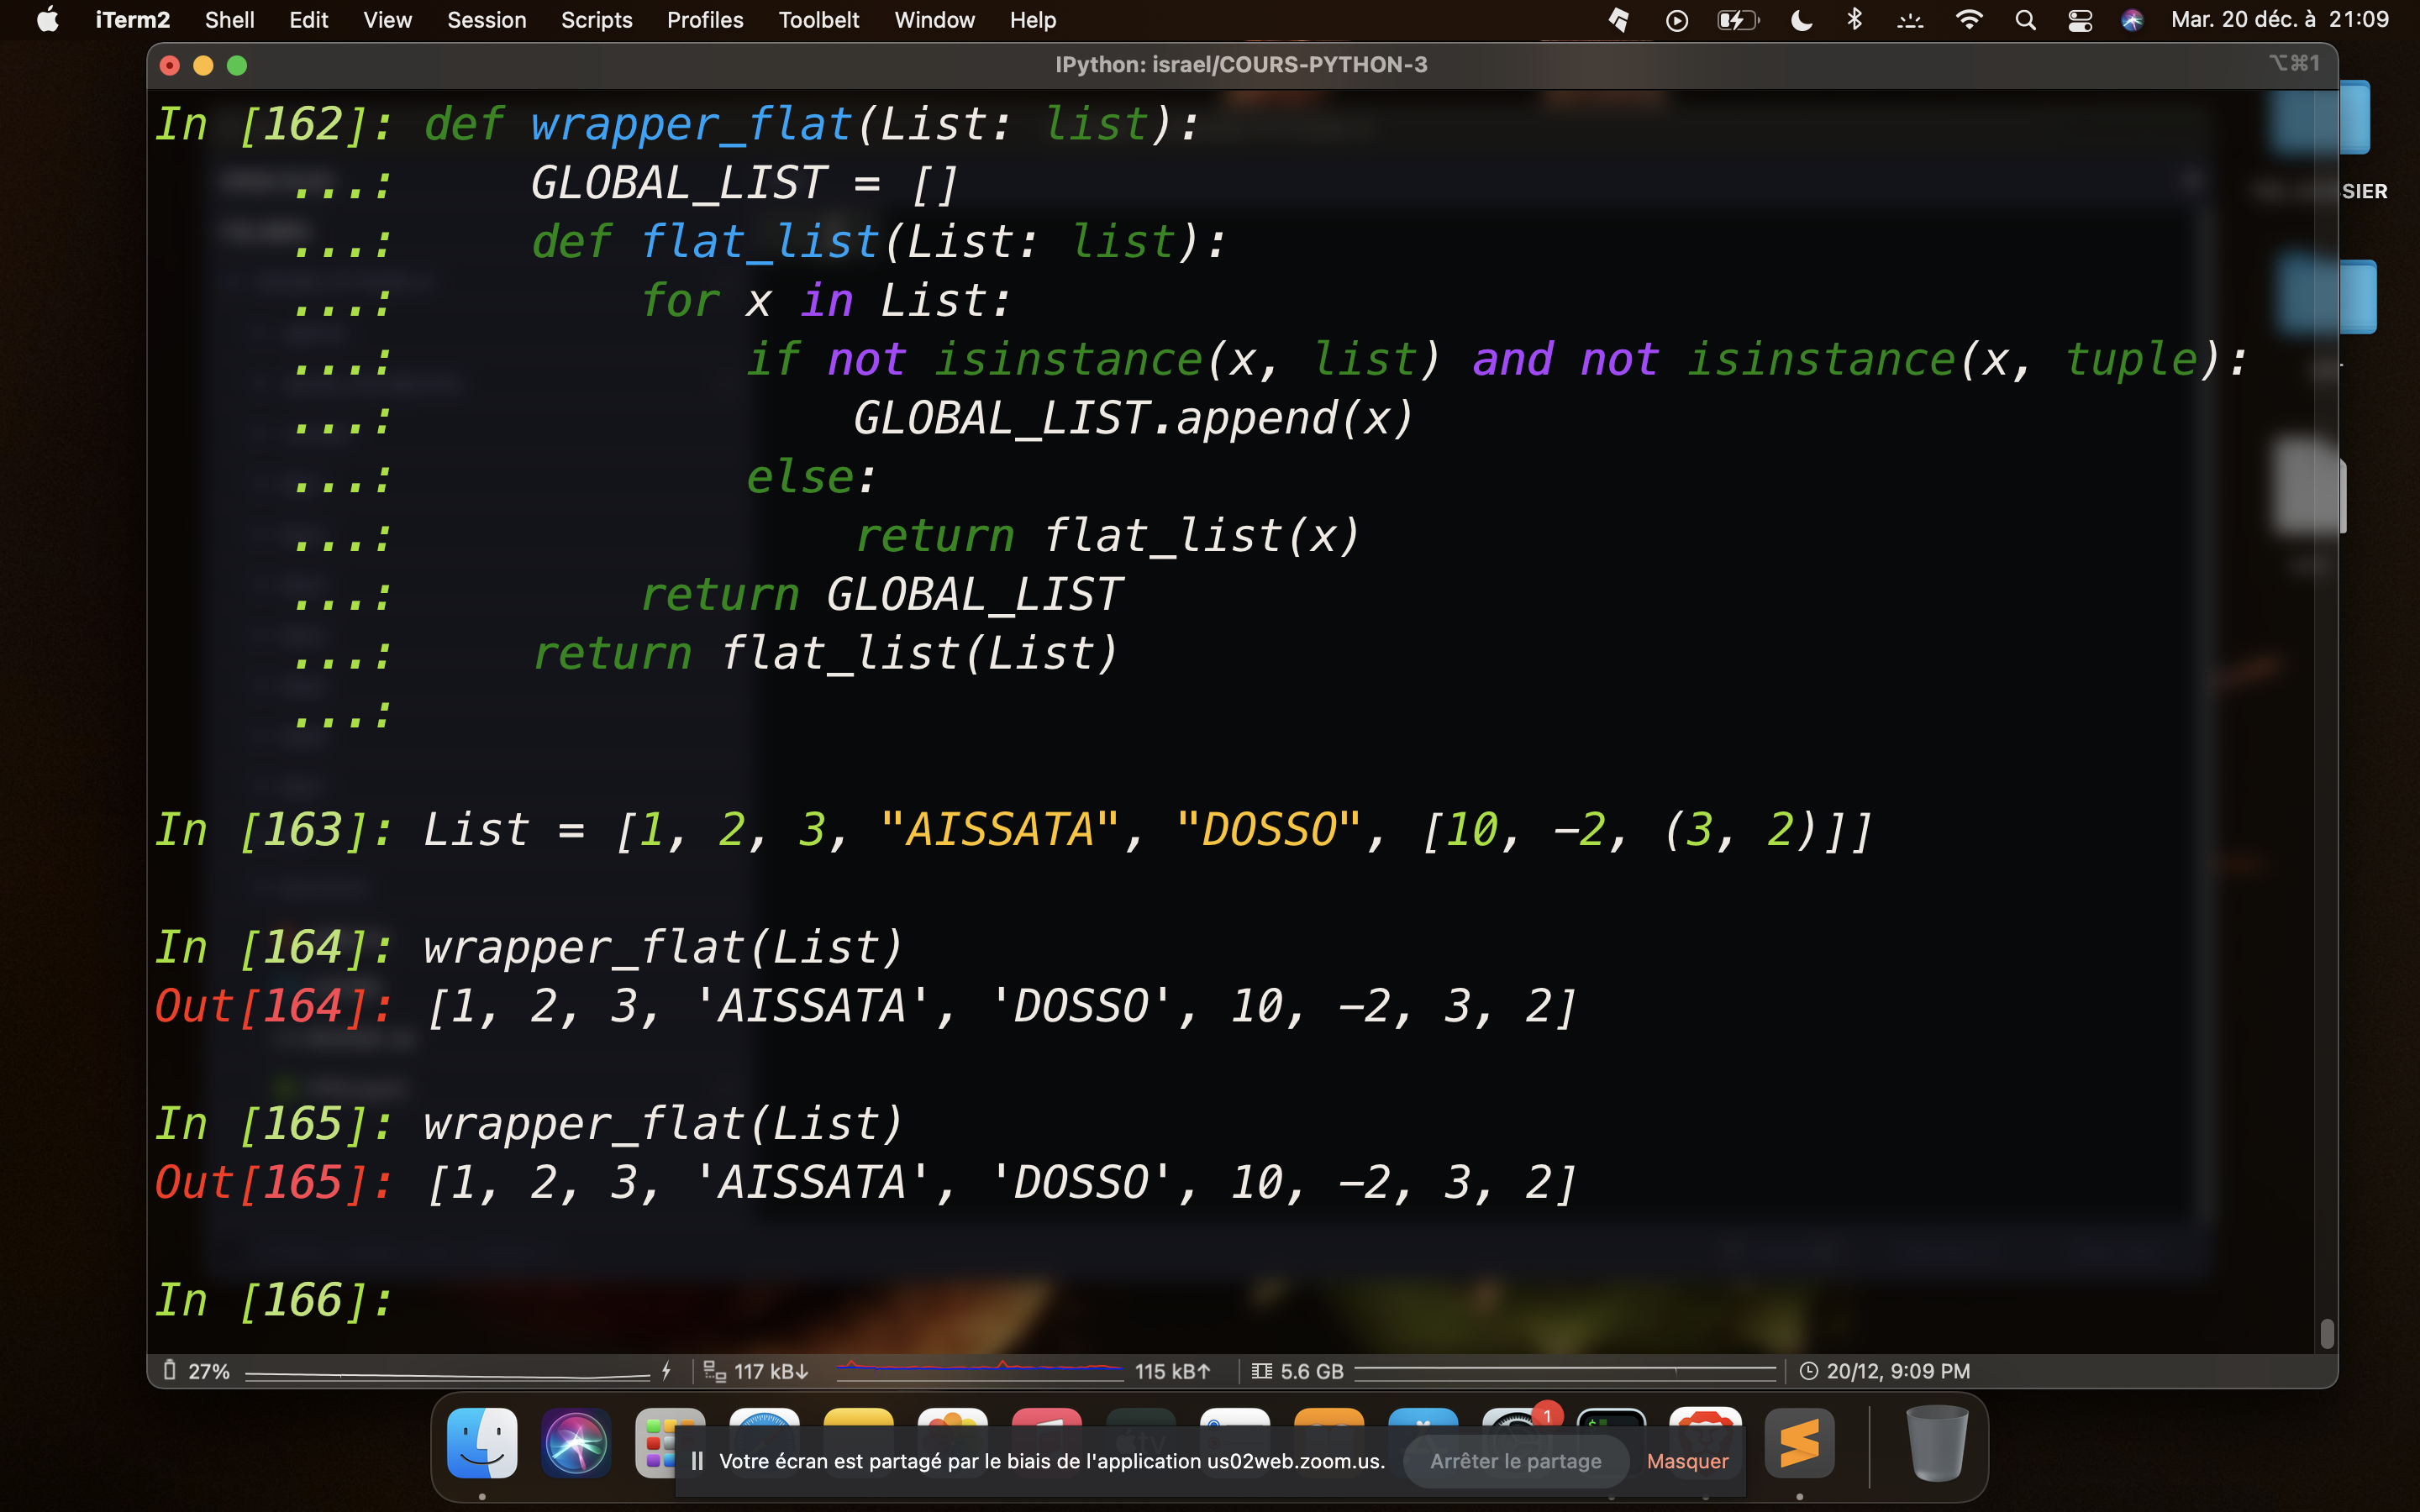 iTerm2 Shell Edit View Session Scripts Profiles Toolbelt Window Help Mar. 20 déc. à 21:09
IPython: israel/COURS-PYTHON-3 ⌥⌘1
In [162]: def wrapper_flat(List: list):
...: GLOBAL_LIST = []
...: def flat_list(List: list):
...: for x in List:
...: if not isinstance(x, list) and not isinstance(x, tuple):
...: GLOBAL_LIST.append(x)
...: else:
...: return flat_list(x)
...: return GLOBAL_LIST
...: return flat_list(List)
...:
In [163]: List = [1, 2, 3, "AISSATA", "DOSSO", [10, -2, (3, 2)]]
In [164]: wrapper_flat(List)
Out[164]: [1, 2, 3, 'AISSATA', 'DOSSO', 10, -2, 3, 2]
In [165]: wrapper_flat(List)
Out[165]: [1, 2, 3, 'AISSATA', 'DOSSO', 10, -2, 3, 2]
In [166]:
SIER
27% 117 kB↓ 115 kB↑ 5.6 GB 20/12, 9:09 PM
1
Votre écran est partagé par le biais de l'application us02web.zoom.us. Arrêter le partage Masquer